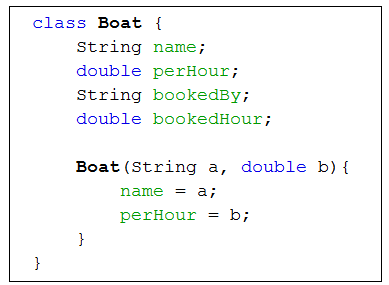 class Boat {
    String name;
    double perHour;
    String bookedBy;
    double bookedHour;

    Boat(String a, double b){
        name = a;
        perHour = b;
    }
}